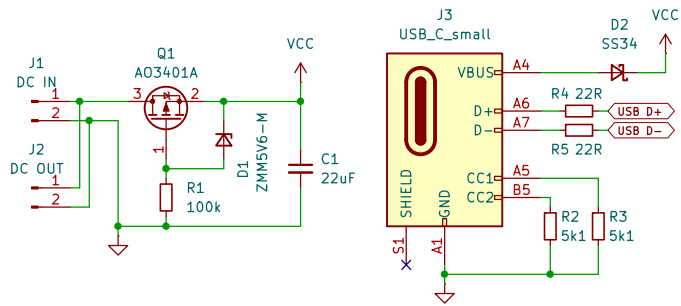 J1
DC IN
1
2
J2
DC OUT
1
2
Q1
AO3401A
3
2
1
R1
100k
D1
ZMM5V6-M
VCC
C1
22uF
J3
USB_C_small
VBUS
A4
D+
A6
D-
A7
CC1
A5
CC2
B5
SHIELD
S1
GND
A1
D2
SS34
VCC
R4 22R
USB D+
USB D-
R5 22R
R2
5k1
R3
5k1